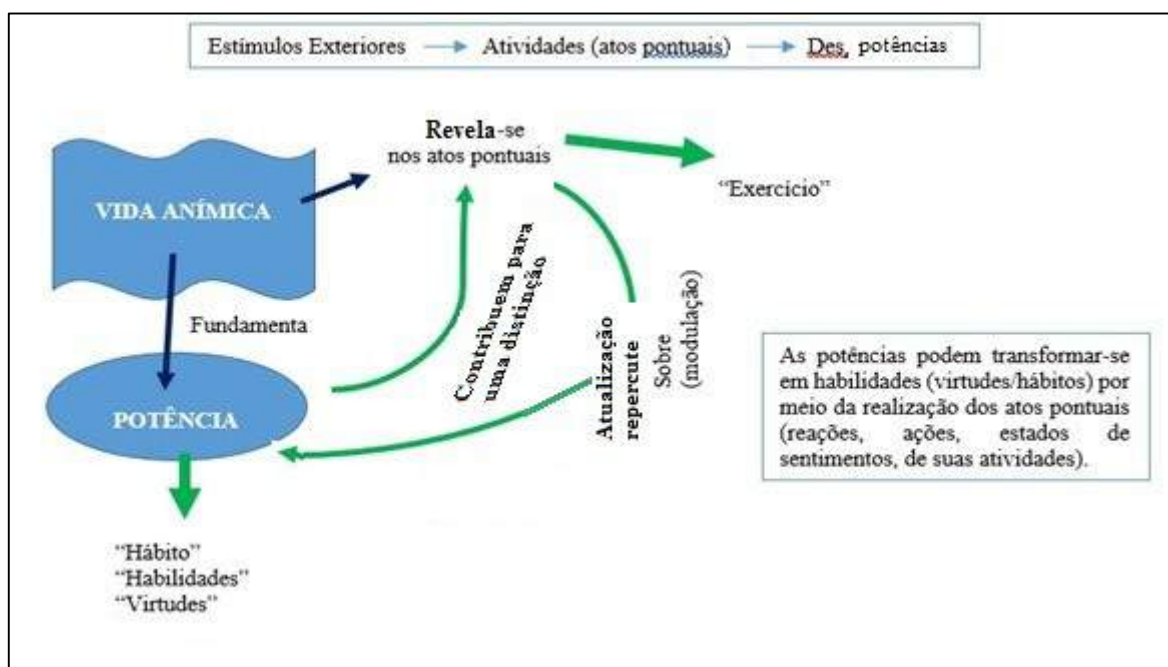 Estímulos Exteriores Atividades (atos pontuais) Des, potências
Revela-se
nos atos pontuais
“Exercício”
VIDA ANÍMICA
Contribuem para
uma distinção
Atualização
repercute
Sobre
(modulação)
Fundamenta
POTÊNCIA
As potências podem transformar-se
em habilidades (virtudes/hábitos) por
meio da realização dos atos pontuais
(reações, ações, estados de
sentimentos, de suas atividades).
“Hábito”
“Habilidades”
“Virtudes”